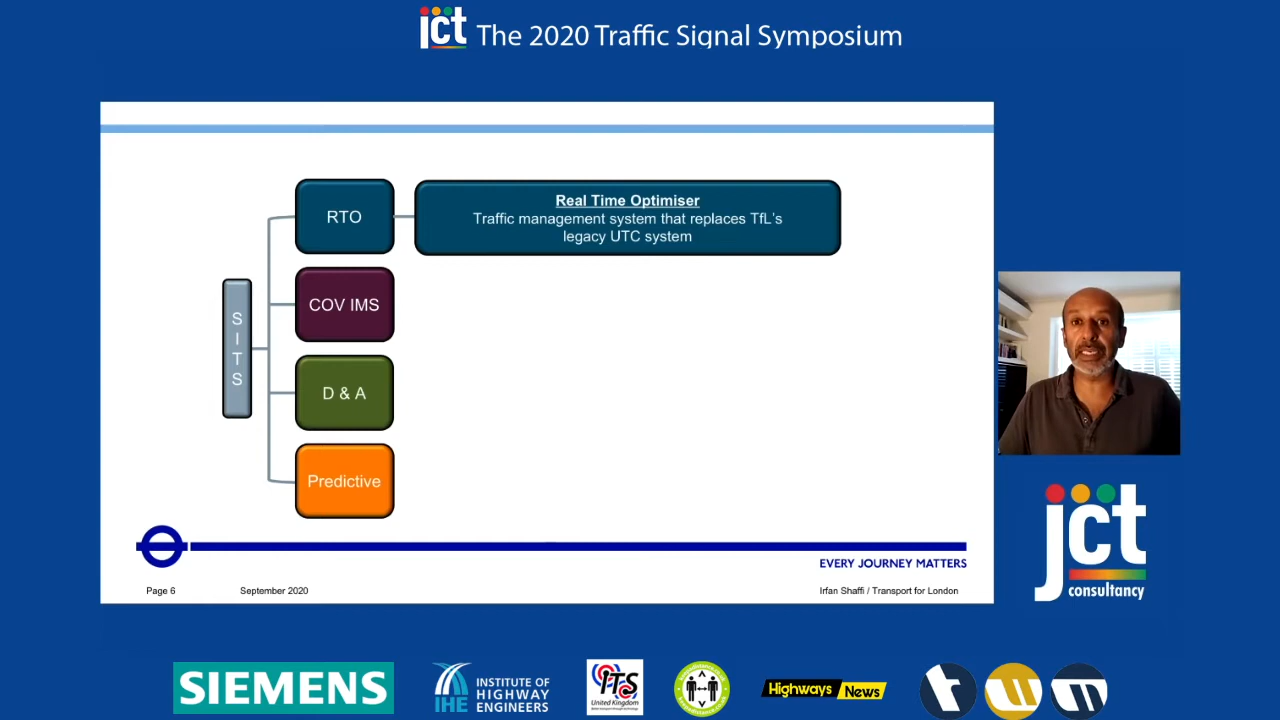 jct The 2020 Traffic Signal Symposium
RTO
Real Time Optimiser
Traffic management system that replaces TfL's
legacy UTC system
COV IMS
S
I
T
S
D & A
Predictive
EVERY JOURNEY MATTERS
Page 6
September 2020
Irfan Shaffi / Transport for London
jct
consultancy
SIEMENS
IHE
INSTITUTE OF
HIGHWAY
ENGINEERS
ITS
United Kingdom
Highways News